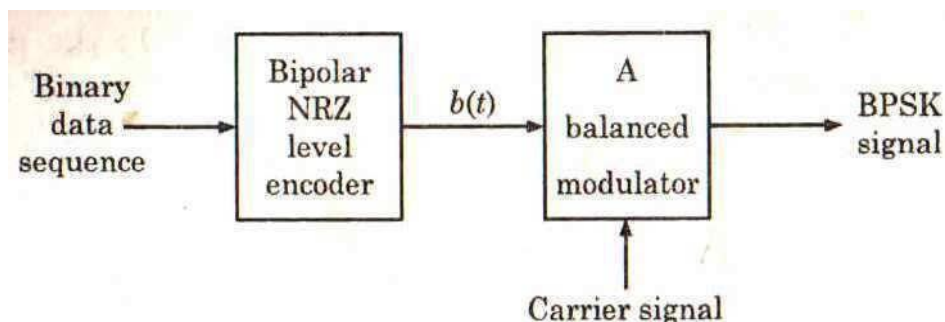 Binary
data
sequence
Bipolar
NRZ
level
encoder
b(t)
A
balanced
modulator
BPSK
signal
Carrier signal